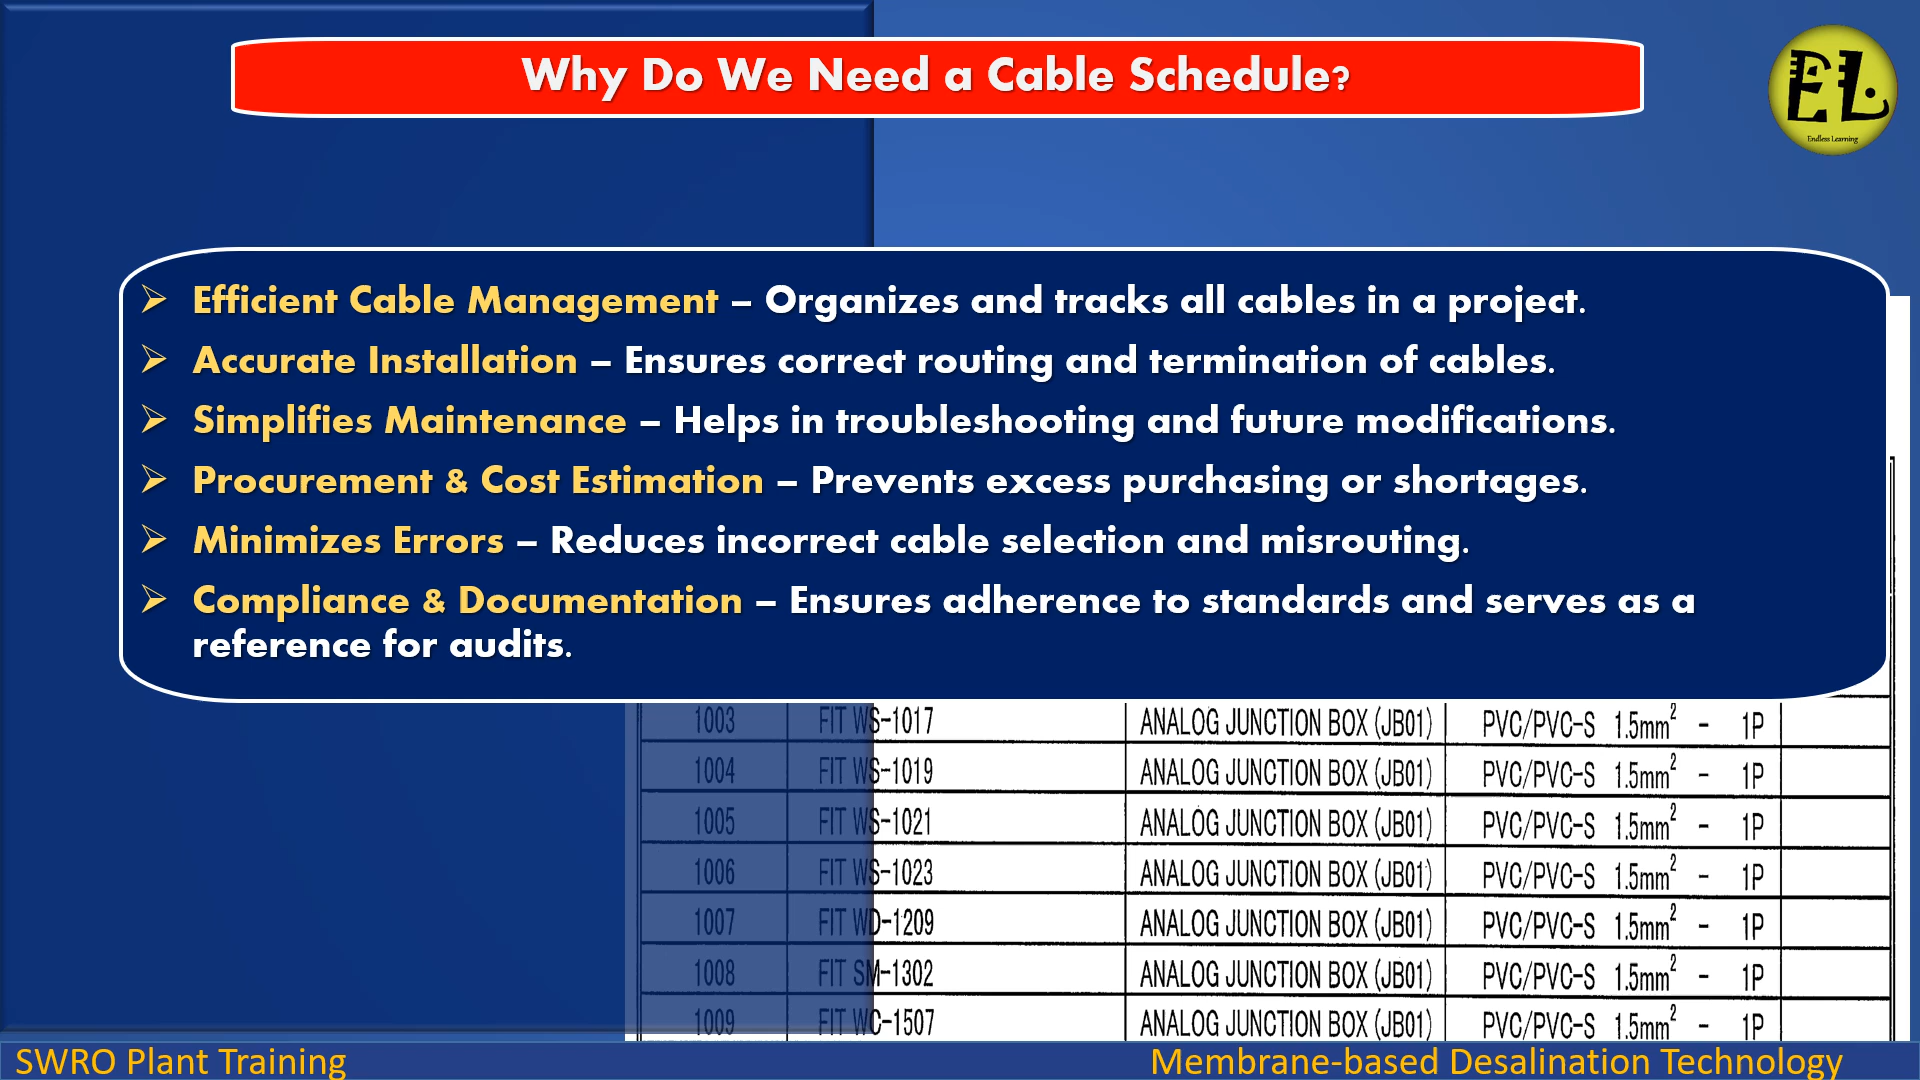 Why Do We Need a Cable Schedule?
EL
Endless Learning
➢ Efficient Cable Management – Organizes and tracks all cables in a project.
➢ Accurate Installation – Ensures correct routing and termination of cables.
➢ Simplifies Maintenance – Helps in troubleshooting and future modifications.
➢ Procurement & Cost Estimation – Prevents excess purchasing or shortages.
➢ Minimizes Errors – Reduces incorrect cable selection and misrouting.
➢ Compliance & Documentation – Ensures adherence to standards and serves as a
reference for audits.
1003 FIT WS-1017 ANALOG JUNCTION BOX (JB01) PVC/PVC-S 1.5mm² - 1P
1004 FIT WS-1019 ANALOG JUNCTION BOX (JB01) PVC/PVC-S 1.5mm² - 1P
1005 FIT WS-1021 ANALOG JUNCTION BOX (JB01) PVC/PVC-S 1.5mm² - 1P
1006 FIT WS-1023 ANALOG JUNCTION BOX (JB01) PVC/PVC-S 1.5mm² - 1P
1007 FIT WD-1209 ANALOG JUNCTION BOX (JB01) PVC/PVC-S 1.5mm² - 1P
1008 FIT SM-1302 ANALOG JUNCTION BOX (JB01) PVC/PVC-S 1.5mm² - 1P
1009 FIT WC-1507 ANALOG JUNCTION BOX (JB01) PVC/PVC-S 1.5mm² - 1P
SWRO Plant Training
Membrane-based Desalination Technology